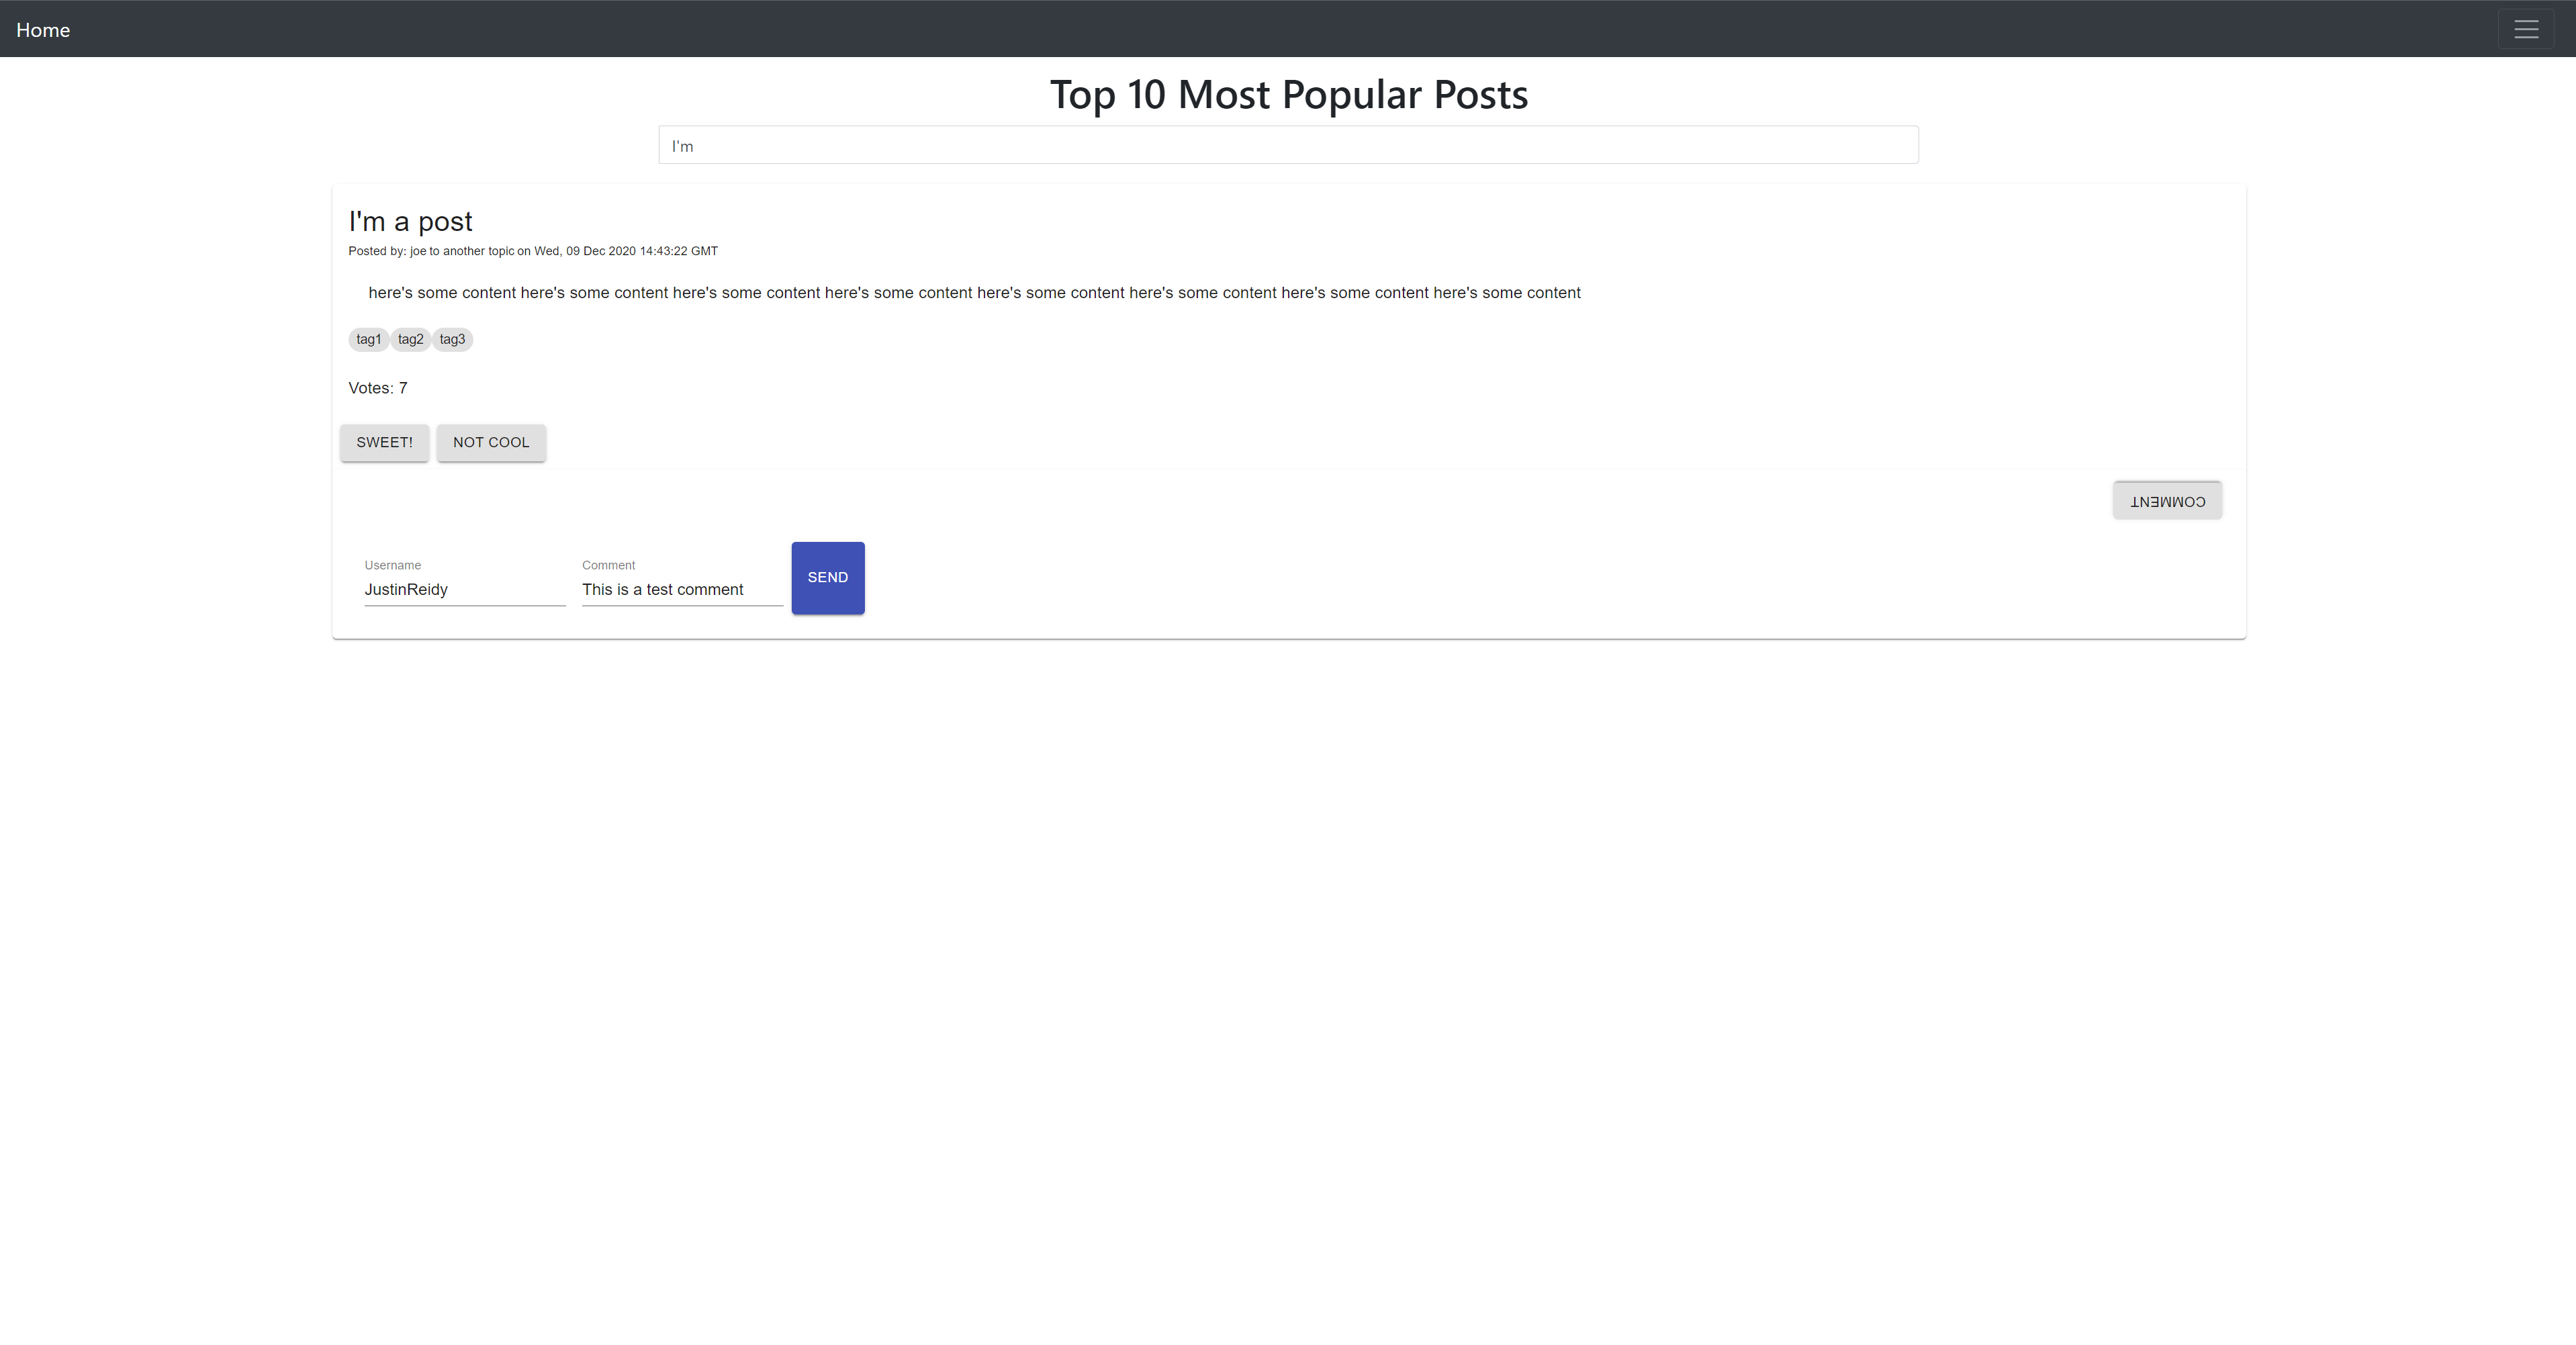 Home
Top 10 Most Popular Posts
I'm
I'm a post
Posted by: joe to another topic on Wed, 09 Dec 2020 14:43:22 GMT
here's some content here's some content here's some content here's some content here's some content here's some content here's some content here's some content
tag1 tag2 tag3
Votes: 7
SWEET! NOT COOL
COMMENT
Username Comment
JustinReidy This is a test comment
SEND